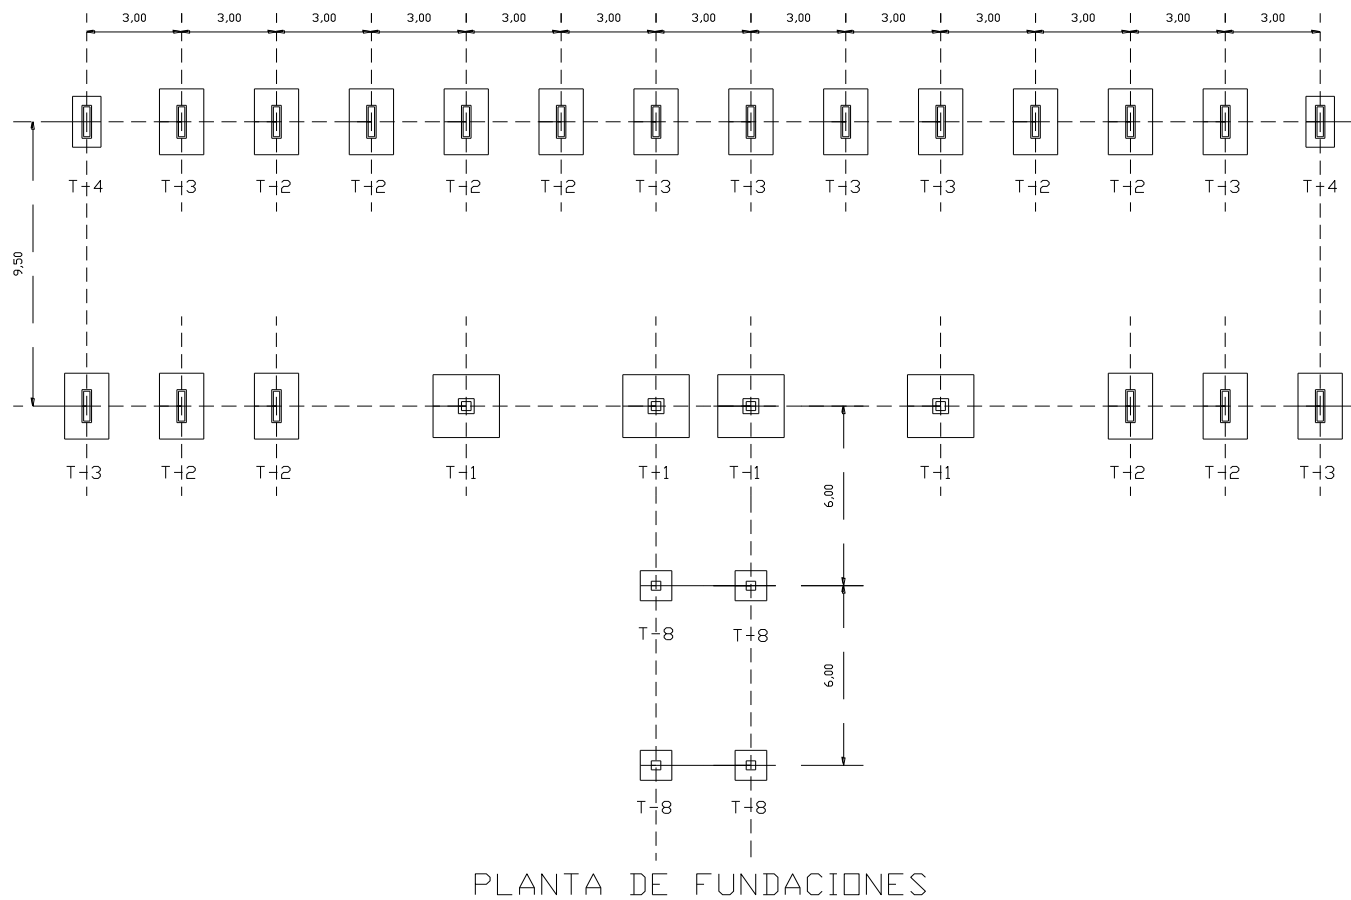 3,00 3,00 3,00 3,00 3,00 3,00 3,00 3,00 3,00 3,00 3,00 3,00 3,00
T-4 T-3 T-2 T-2 T-2 T-2 T-3 T-3 T-3 T-3 T-2 T-2 T-3 T-4
9,50
T-3 T-2 T-2 T-1 T-1 T-1 T-1 T-2 T-2 T-3
6,00
T-8 T-8
6,00
T-8 T-8
PLANTA DE FUNDACIONES